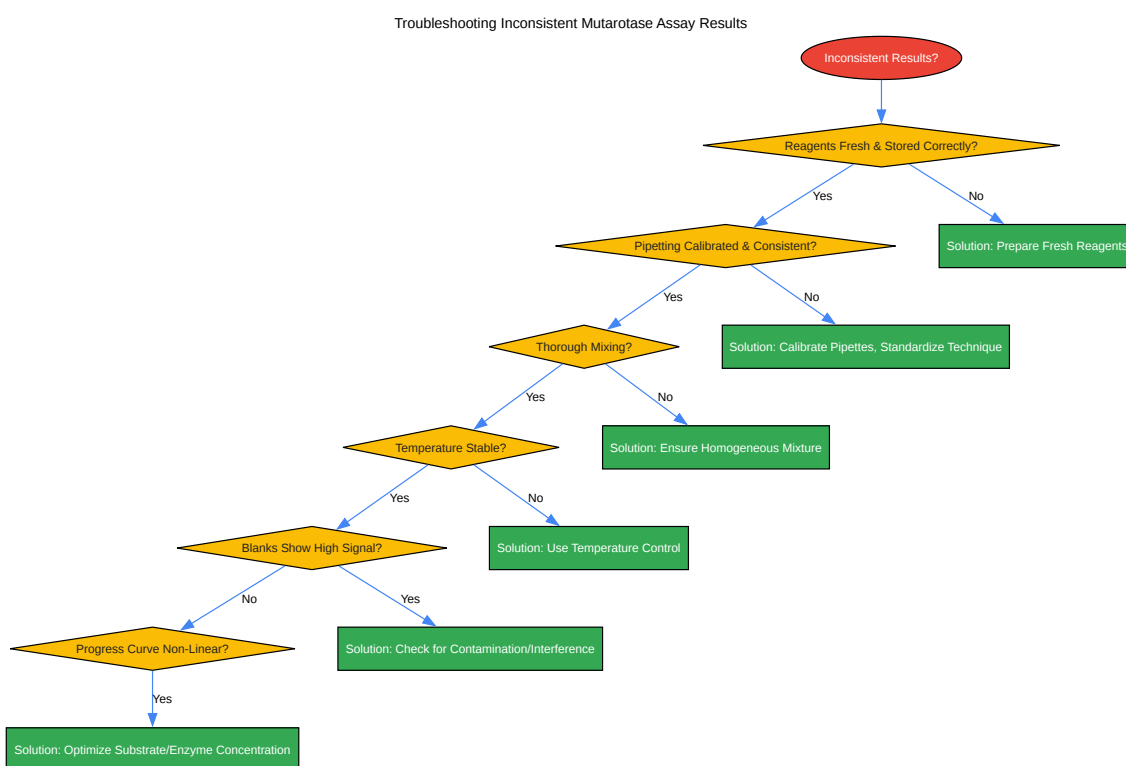 Troubleshooting Inconsistent Mutarotase Assay Results
Inconsistent Results?
Reagents Fresh & Stored Correctly?
Yes
No
Pipetting Calibrated & Consistent?
Solution: Prepare Fresh Reagents
Yes
No
Thorough Mixing?
Solution: Calibrate Pipettes, Standardize Technique
Yes
No
Temperature Stable?
Solution: Ensure Homogeneous Mixture
Yes
No
Blanks Show High Signal?
Solution: Use Temperature Control
No
Yes
Progress Curve Non-Linear?
Solution: Check for Contamination/Interference
Yes
Solution: Optimize Substrate/Enzyme Concentration